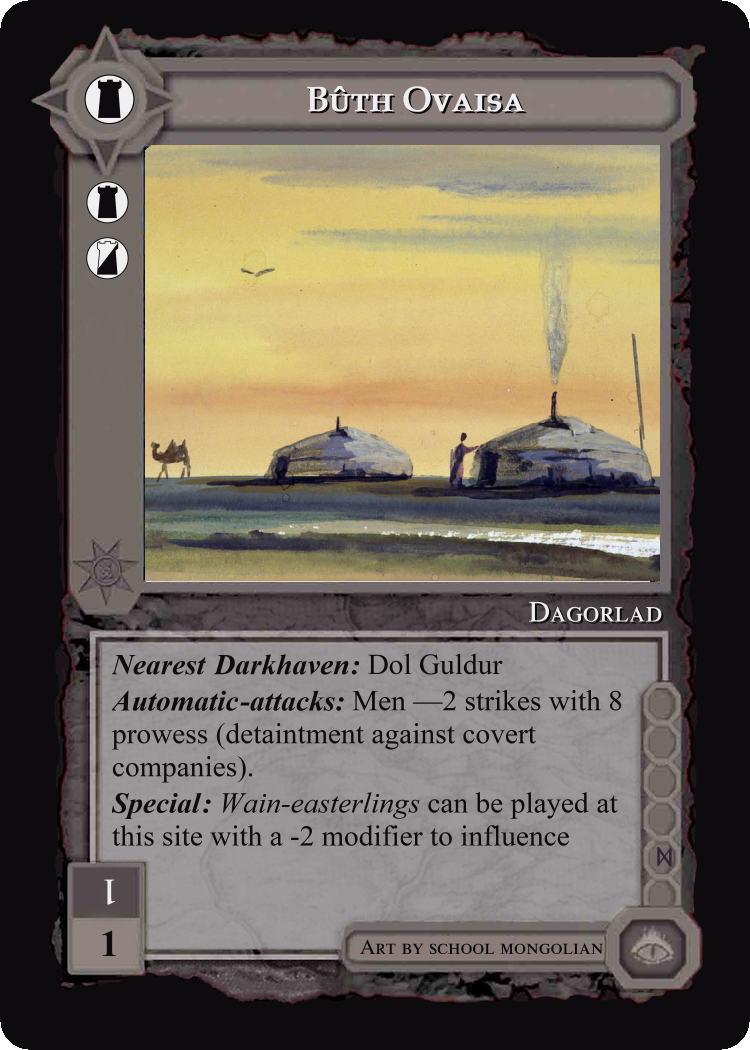 Bûth Ovaisa
Dagorlad
Nearest Darkhaven: Dol Guldur
Automatic-attacks: Men —2 strikes with 8
prowess (detaintment against covert
companies).
Special: Wain-easterlings can be played at
this site with a -2 modifier to influence
1
1
Art by school mongolian